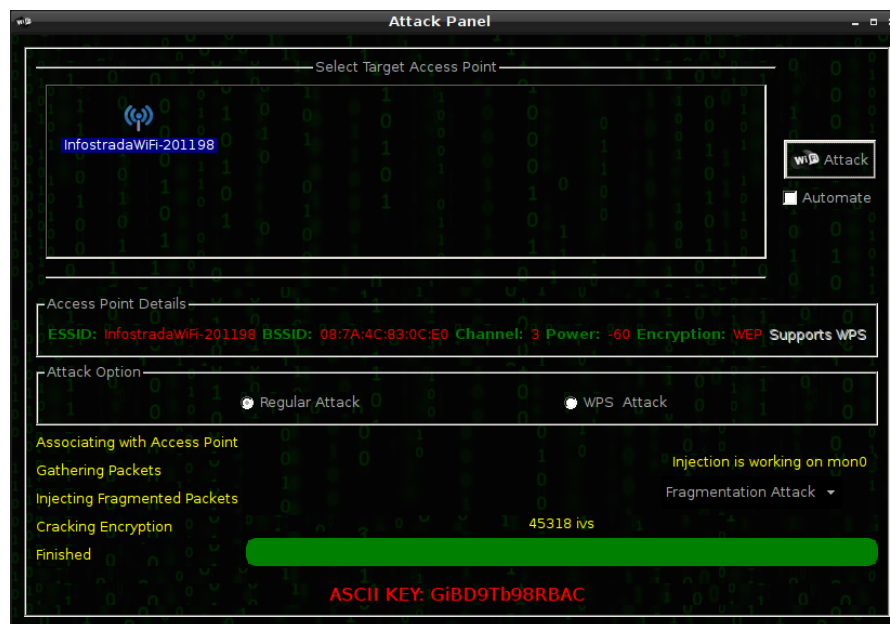 Attack Panel
Select Target Access Point
InfostradaWiFi-201198
WiFi Attack
Automate
Access Point Details
ESSID: InfostradaWiFi-201198 BSSID: 08:7A:4C:83:0C:E0 Channel: 3 Power: -60 Encryption: WEP Supports WPS
Attack Option
Regular Attack WPS Attack
Associating with Access Point
Injection is working on mon0
Gathering Packets
Fragmentation Attack
Injecting Fragmented Packets
Cracking Encryption 45318 ivs
Finished
ASCII KEY: GiBD9Tb98RBAC